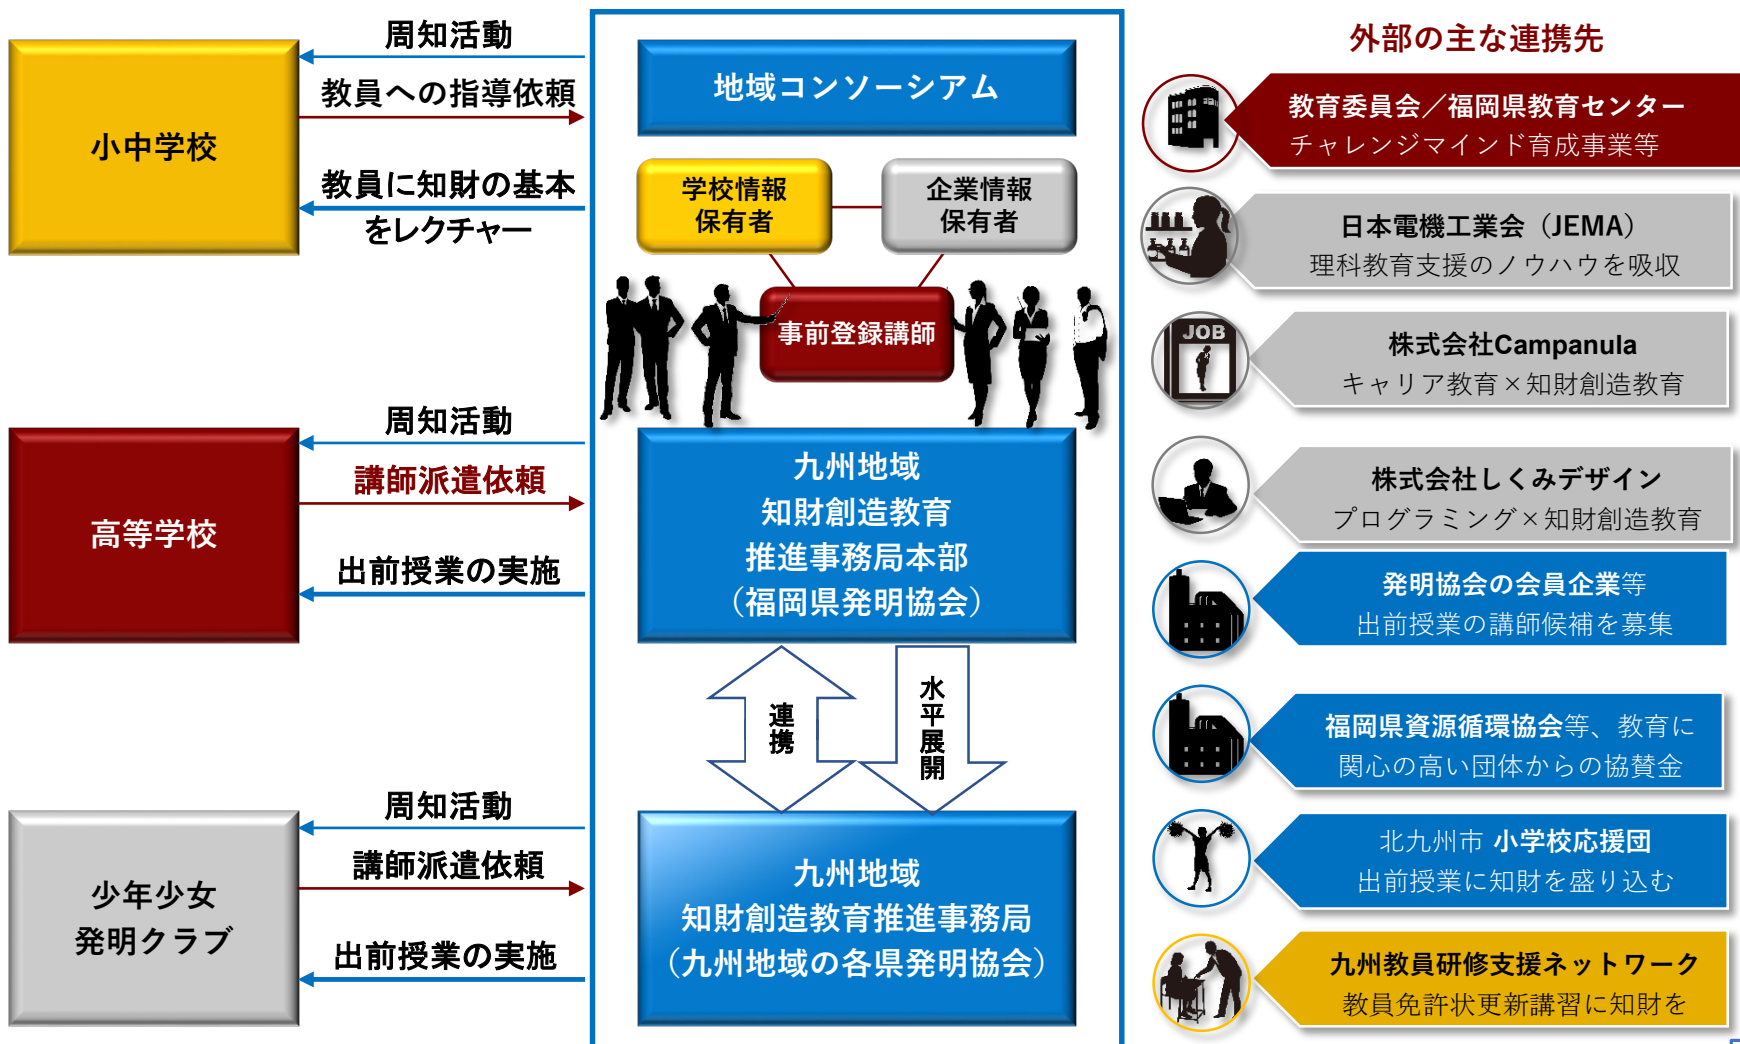 周知活動
教員への指導依頼
小中学校
教員に知財の基本
をレクチャー
周知活動
講師派遣依頼
高等学校
出前授業の実施
周知活動
講師派遣依頼
少年少女
発明クラブ
出前授業の実施
地域コンソーシアム
学校情報
保有者
企業情報
保有者
事前登録講師
九州地域
知財創造教育
推進事務局本部
（福岡県発明協会）
連携
水平展開
九州地域
知財創造教育推進事務局
（九州地域の各県発明協会）
外部の主な連携先
教育委員会／福岡県教育センター
チャレンジマインド育成事業等
日本電機工業会（JEMA）
理科教育支援のノウハウを吸収
JOB
株式会社Campanula
キャリア教育×知財創造教育
株式会社しくみデザイン
プログラミング×知財創造教育
発明協会の会員企業等
出前授業の講師候補を募集
福岡県資源循環協会等、教育に
関心の高い団体からの協賛金
北九州市 小学校応援団
出前授業に知財を盛り込む
九州教員研修支援ネットワーク
教員免許状更新講習に知財を